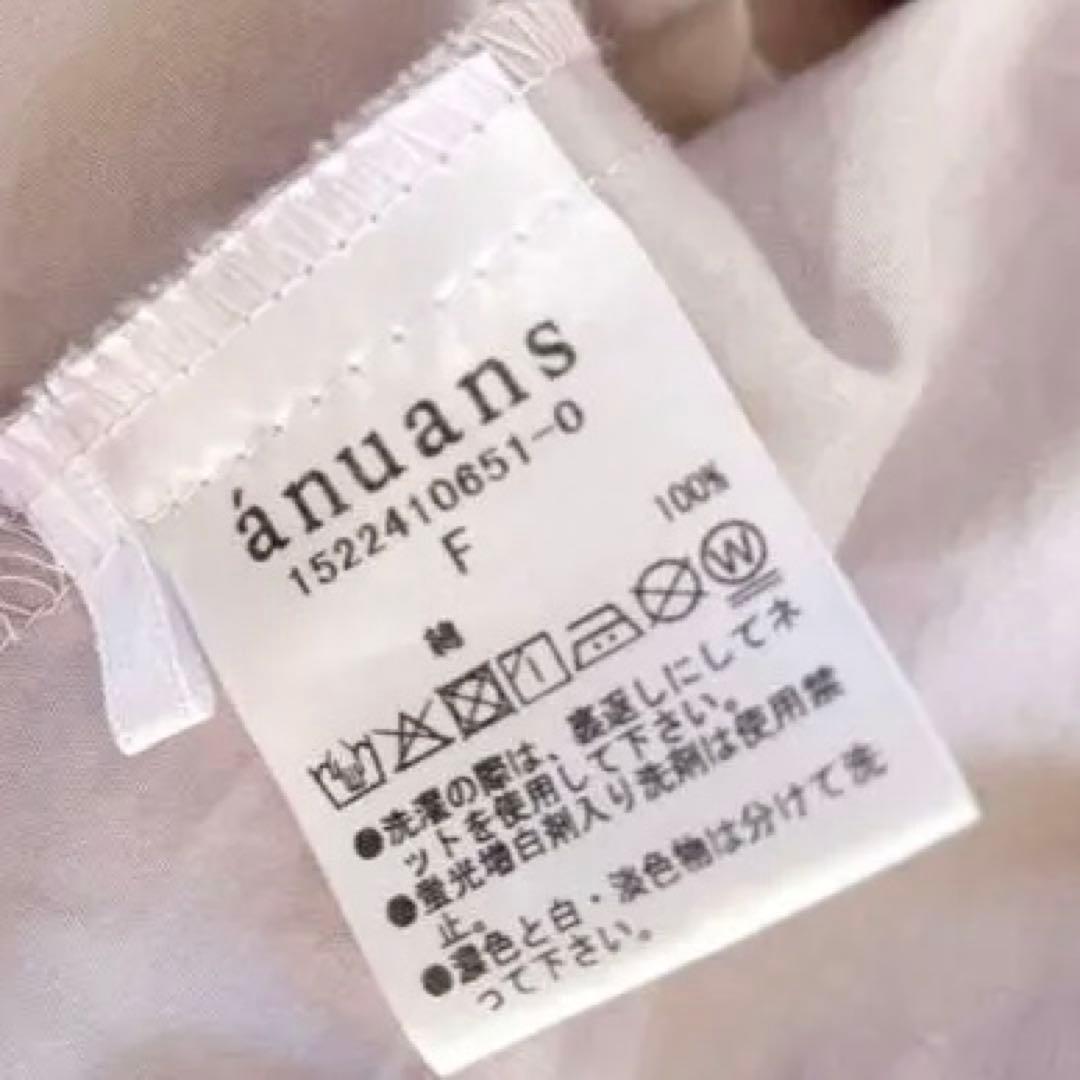 ánuans
1522410651-0
F
綿 100%
W
●洗濯の際は、裏返しにしてネ
ットを使用して下さい。
●蛍光増白剤入り洗剤は使用禁
止。
●濃色と白・淡色物は分けて洗
って下さい。